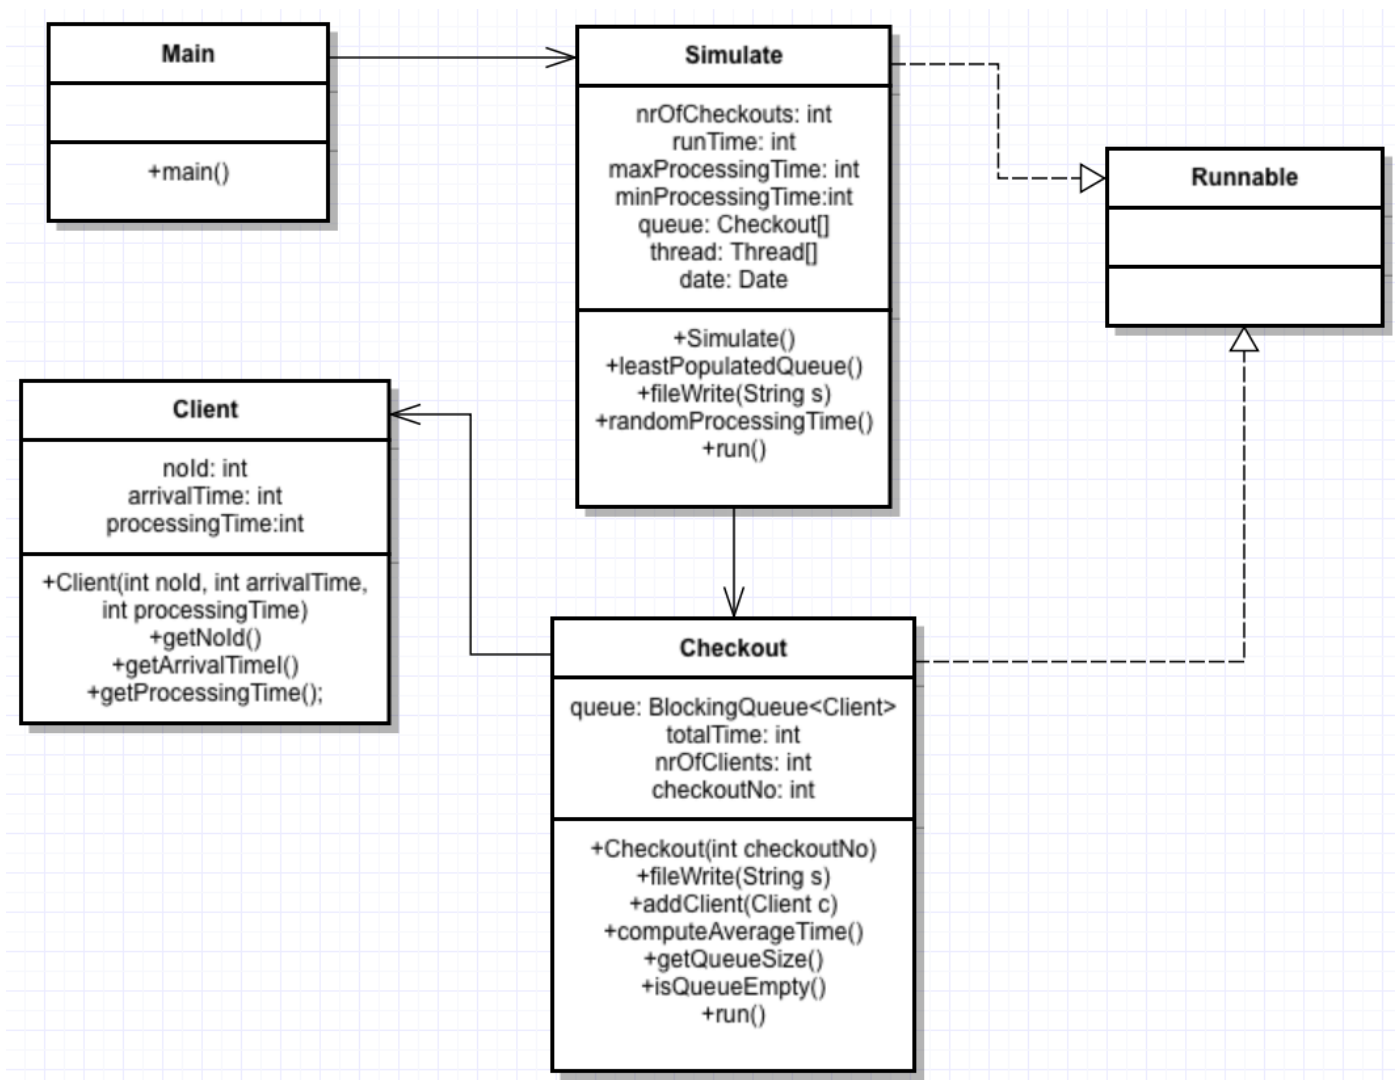 Main
+main()
Simulate
nrOfCheckouts: int
runTime: int
maxProcessingTime: int
minProcessingTime:int
queue: Checkout[]
thread: Thread[]
date: Date
+Simulate()
+leastPopulatedQueue()
+fileWrite(String s)
+randomProcessingTime()
+run()
Runnable
Client
noId: int
arrivalTime: int
processingTime:int
+Client(int noId, int arrivalTime,
int processingTime)
+getNoId()
+getArrivalTimeI()
+getProcessingTime();
Checkout
queue: BlockingQueue<Client>
totalTime: int
nrOfClients: int
checkoutNo: int
+Checkout(int checkoutNo)
+fileWrite(String s)
+addClient(Client c)
+computeAverageTime()
+getQueueSize()
+isQueueEmpty()
+run()